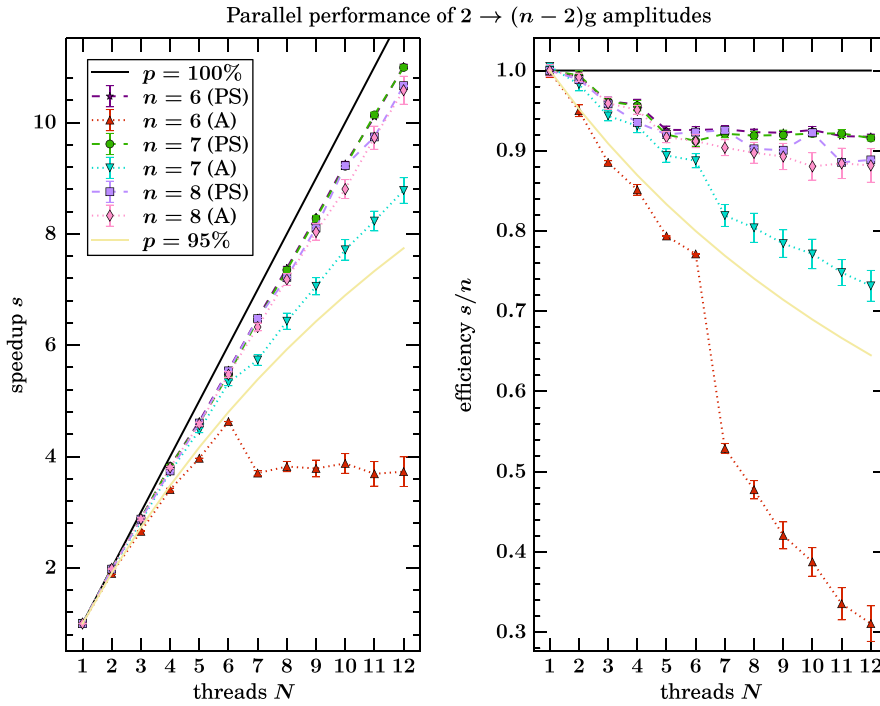 Parallel performance of 2 → (n − 2)g amplitudes
p = 100%
n = 6 (PS)
n = 6 (A)
n = 7 (PS)
n = 7 (A)
n = 8 (PS)
n = 8 (A)
p = 95%
10
8
6
4
2
speedup s
1 2 3 4 5 6 7 8 9 10 11 12
threads N
1.0
0.9
0.8
0.7
0.6
0.5
0.4
0.3
efficiency s/n
1 2 3 4 5 6 7 8 9 10 11 12
threads N